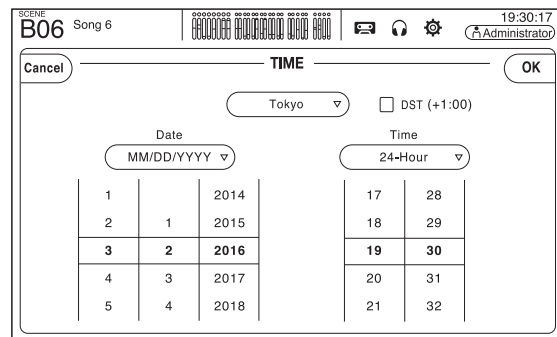 SCENE
B06 Song 6
19:30:17
Administrator
Cancel
TIME
OK
Tokyo
DST (+1:00)
Date
Time
MM/DD/YYYY
24-Hour
1 2014 17 28
2 1 2015 18 29
3 2 2016 19 30
4 3 2017 20 31
5 4 2018 21 32